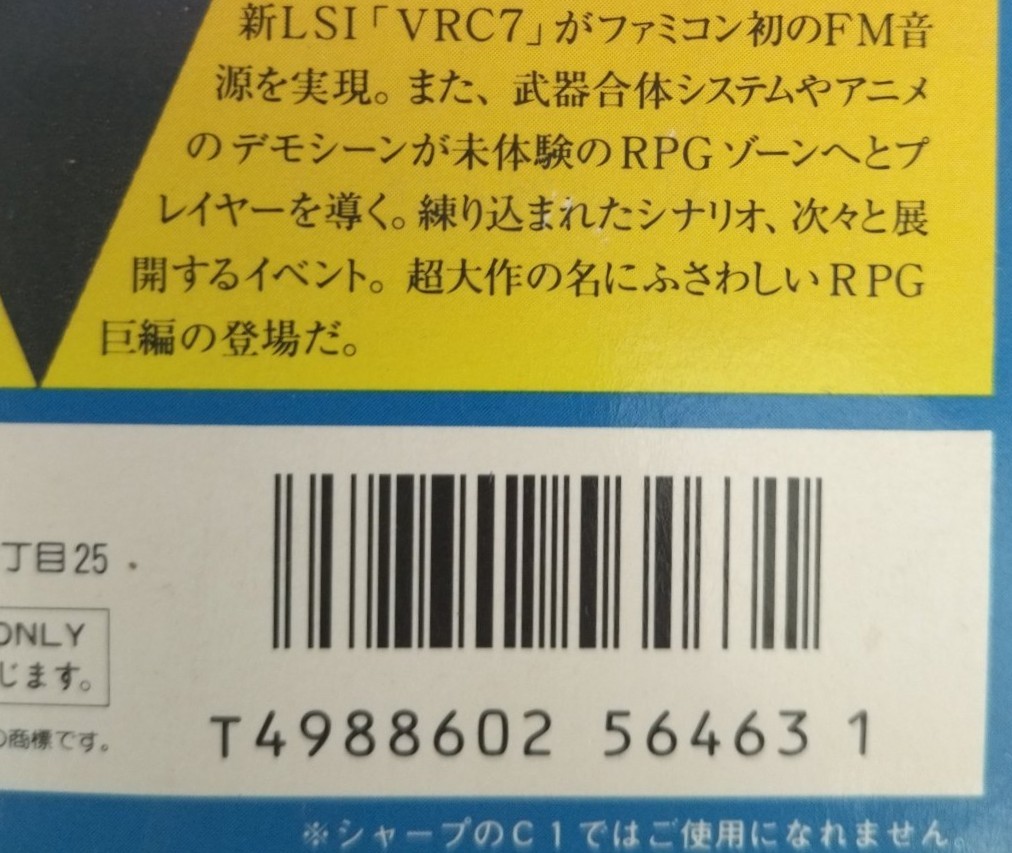 新LSI「VRC7」がファミコン初のFM音
源を実現。また、武器合体システムやアニメ
のデモシーンが未体験のRPGゾーンへとプ
レイヤーを導く。練り込まれたシナリオ、次々と展
開するイベント。超大作の名にふさわしいRPG
巨編の登場だ。
丁目25
ONLY
じます。
の商標です。
T4988602 56463 1
※シャープのC1ではご使用になれません。